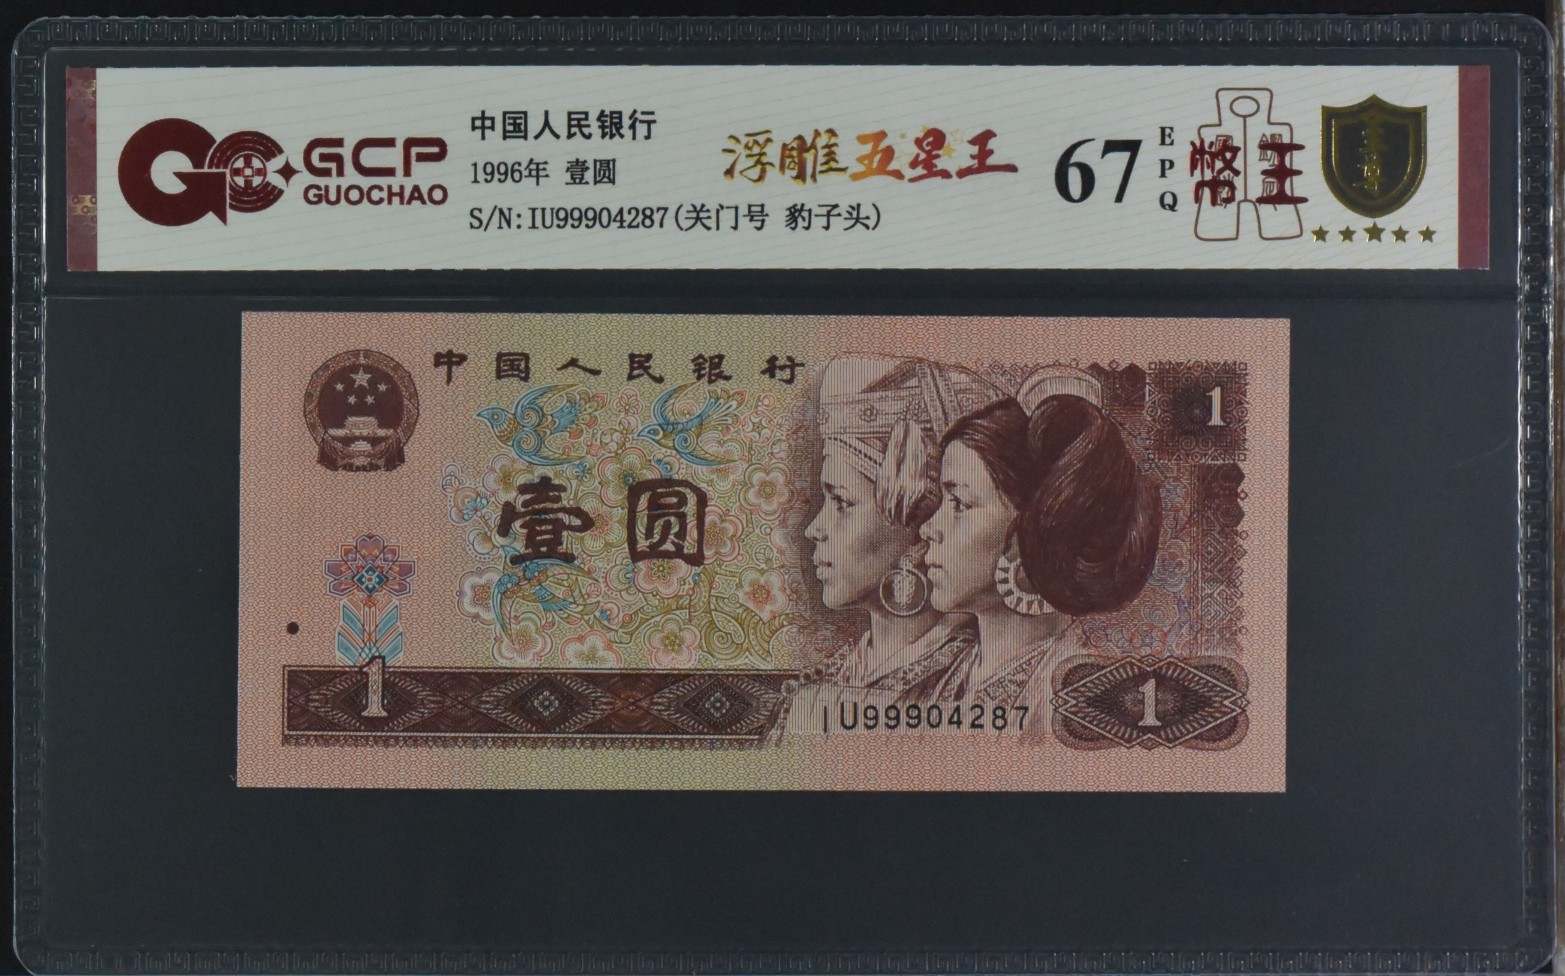 GCP
GUOCHAO
中国人民银行
1996年 壹圆
S/N:IU99904287(关门号 豹子头)
浮雕五星王
67
EPQ
中国人民银行
1
壹圆
1
IU99904287
1